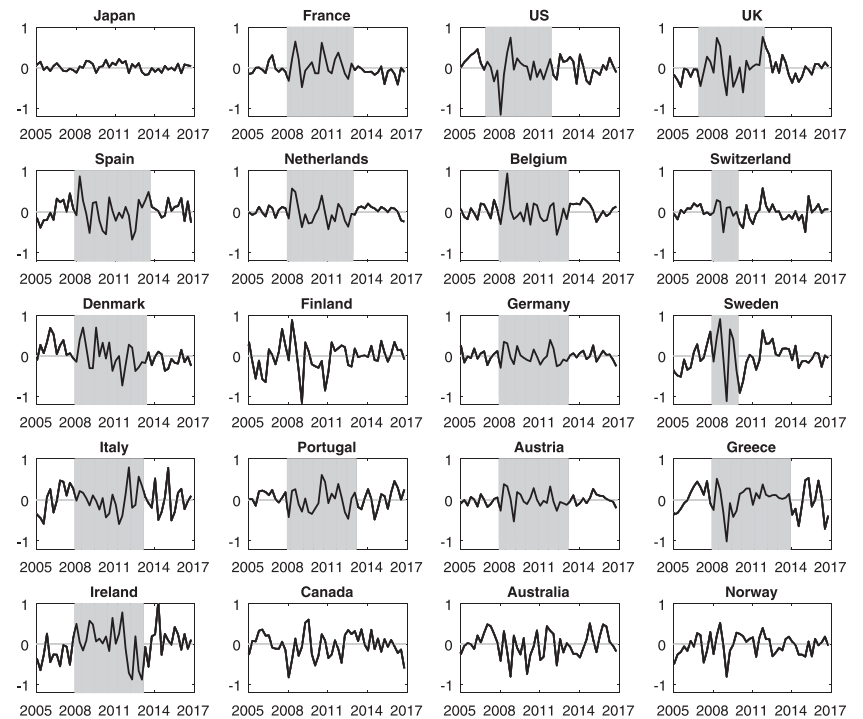 Japan France US UK
1 1 1 1
0 0 0 0
-1 -1 -1 -1
2005 2008 2011 2014 2017 2005 2008 2011 2014 2017 2005 2008 2011 2014 2017 2005 2008 2011 2014 2017
Spain Netherlands Belgium Switzerland
1 1 1 1
0 0 0 0
-1 -1 -1 -1
2005 2008 2011 2014 2017 2005 2008 2011 2014 2017 2005 2008 2011 2014 2017 2005 2008 2011 2014 2017
Denmark Finland Germany Sweden
1 1 1 1
0 0 0 0
-1 -1 -1 -1
2005 2008 2011 2014 2017 2005 2008 2011 2014 2017 2005 2008 2011 2014 2017 2005 2008 2011 2014 2017
Italy Portugal Austria Greece
1 1 1 1
0 0 0 0
-1 -1 -1 -1
2005 2008 2011 2014 2017 2005 2008 2011 2014 2017 2005 2008 2011 2014 2017 2005 2008 2011 2014 2017
Ireland Canada Australia Norway
1 1 1 1
0 0 0 0
-1 -1 -1 -1
2005 2008 2011 2014 2017 2005 2008 2011 2014 2017 2005 2008 2011 2014 2017 2005 2008 2011 2014 2017